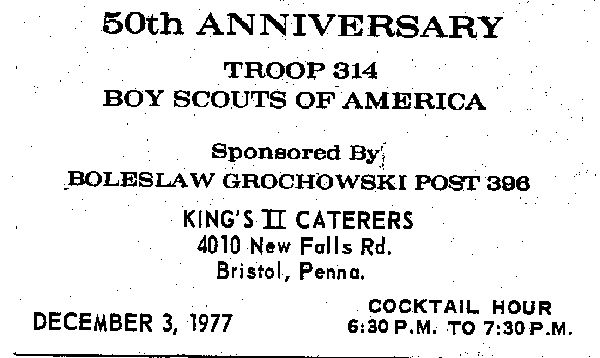 50th ANNIVERSARY
TROOP 314
BOY SCOUTS OF AMERICA
Sponsored By
BOLESLAW GROCHOWSKI POST 396
KING'S II CATERERS
4010 New Falls Rd.
Bristol, Penna.
DECEMBER 3, 1977
COCKTAIL HOUR
6:30 P.M. TO 7:30 P.M.